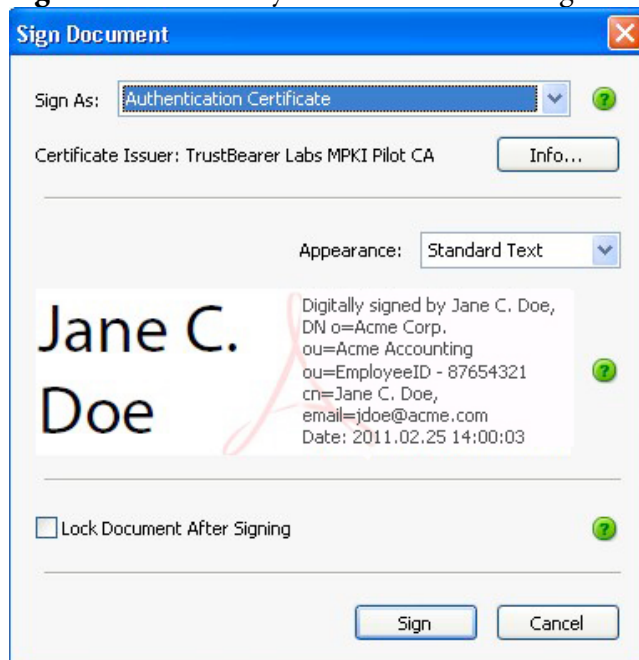 Sign Document
Sign As: Authentication Certificate
Certificate Issuer: TrustBearer Labs MPKI Pilot CA Info...
Appearance: Standard Text
Jane C.
Doe
Digitally signed by Jane C. Doe,
DN o=Acme Corp.
ou=Acme Accounting
ou=EmployeeID - 87654321
cn=Jane C. Doe,
email=jdoe@acme.com
Date: 2011.02.25 14:00:03
Lock Document After Signing
Sign Cancel